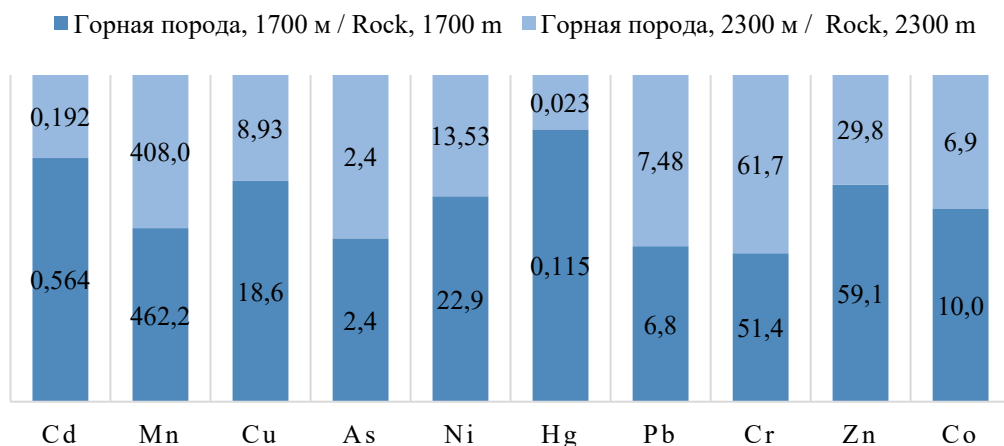 Горная порода, 1700 м / Rock, 1700 m Горная порода, 2300 м / Rock, 2300 m
0,192 408,0 8,93 2,4 13,53 0,023 7,48 61,7 29,8 6,9
0,564 462,2 18,6 2,4 22,9 0,115 6,8 51,4 59,1 10,0
Cd Mn Cu As Ni Hg Pb Cr Zn Co